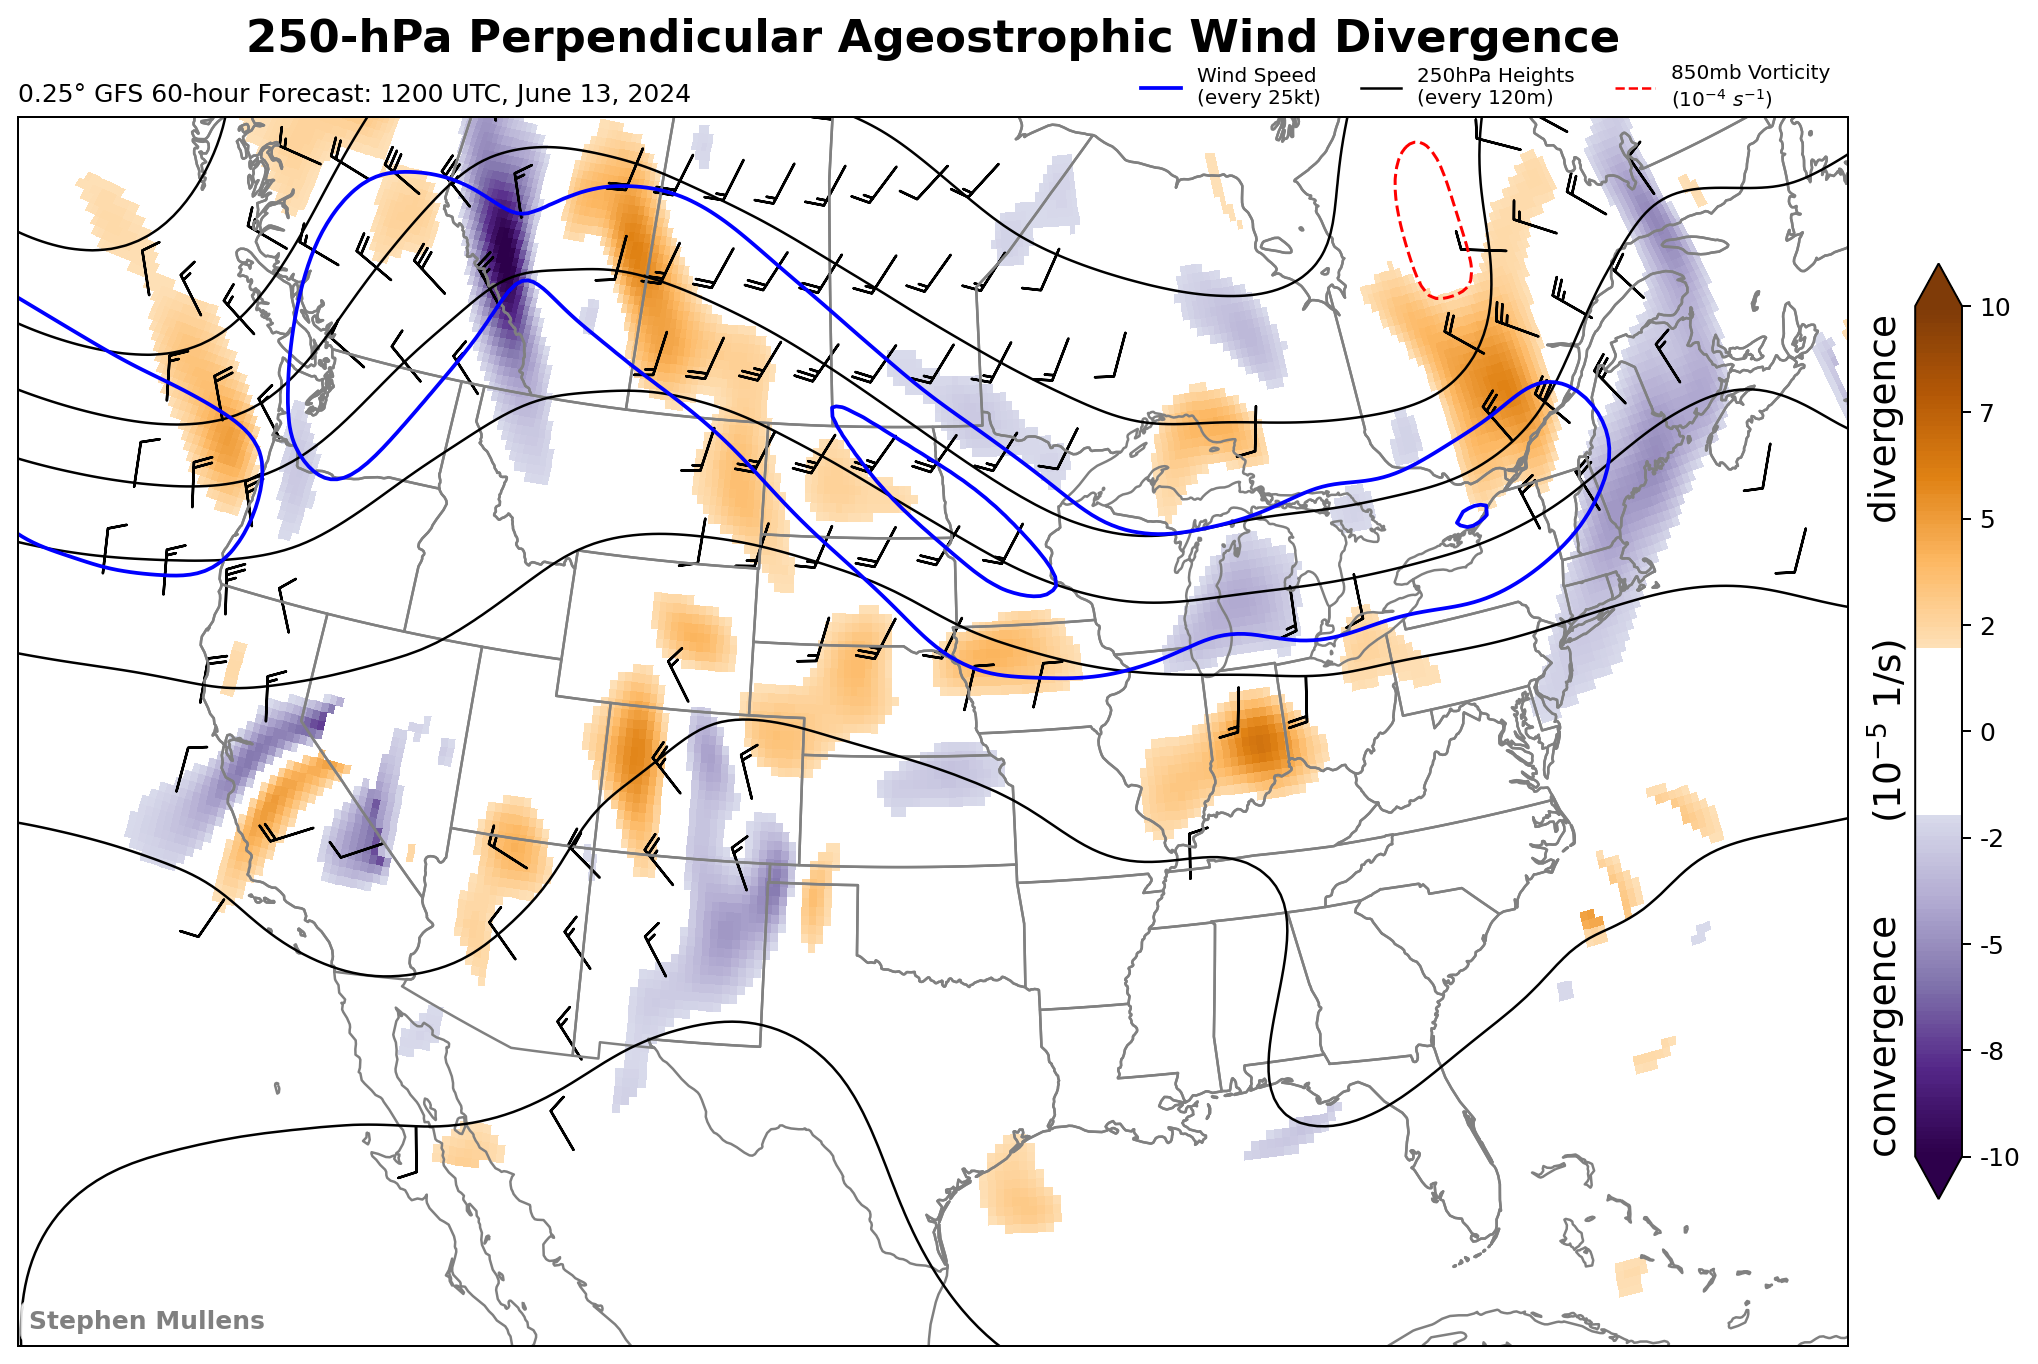 250-hPa Perpendicular Ageostrophic Wind Divergence
0.25° GFS 60-hour Forecast: 1200 UTC, June 13, 2024
Wind Speed
(every 25kt)
250hPa Heights
(every 120m)
850mb Vorticity
(10⁻⁴ s⁻¹)
10
7
5
2
0
-2
-5
-8
-10
convergence (10⁻⁵ 1/s) divergence
Stephen Mullens